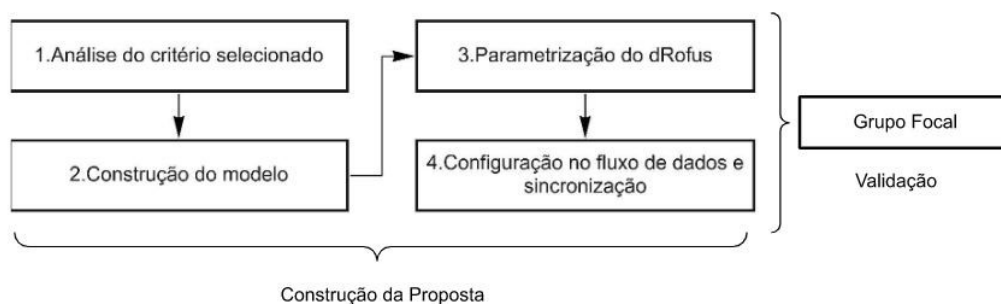 1.Análise do critério selecionado
2.Construção do modelo
3.Parametrização do dRofus
4.Configuração no fluxo de dados e
sincronização
Grupo Focal
Validação
Construção da Proposta